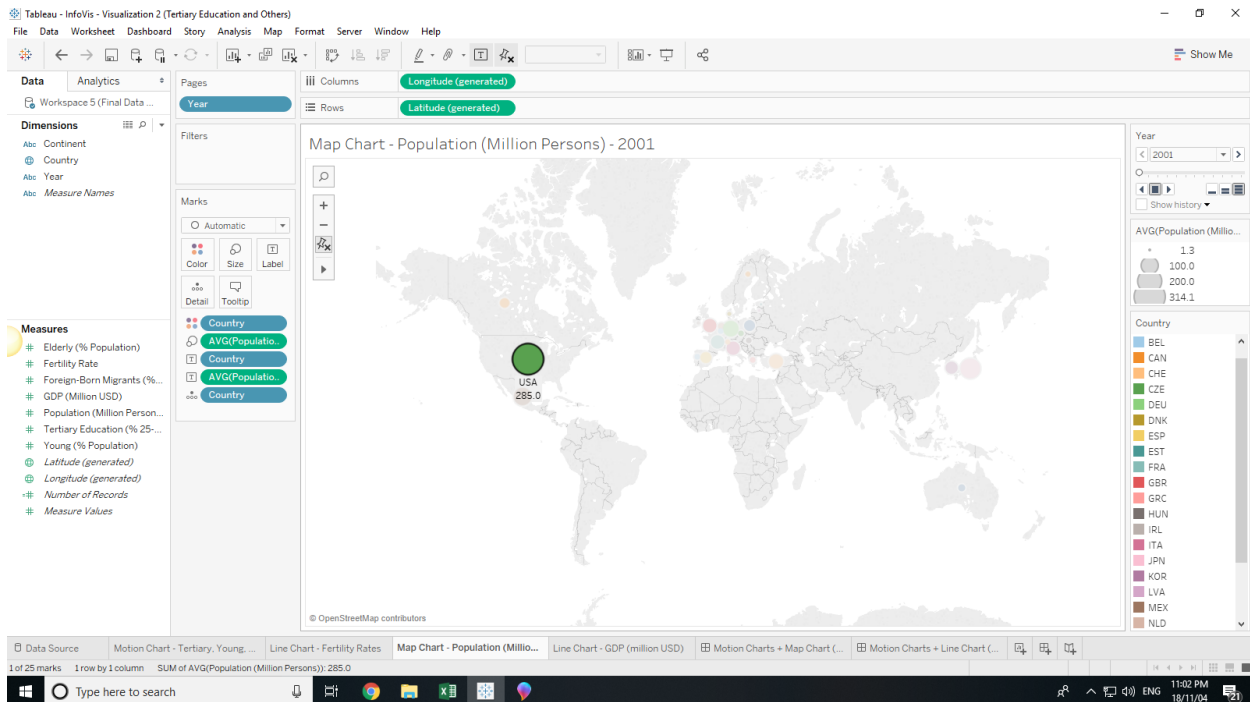 Tableau - InfoVis - Visualization 2 (Tertiary Education and Others)
File Data Worksheet Dashboard Story Analysis Map Format Server Window Help
Show Me
Data Analytics
Workspace 5 (Final Data ...
Dimensions
Abc Continent
Country
Abc Year
Abc Measure Names
Measures
# Elderly (% Population)
# Fertility Rate
# Foreign-Born Migrants (%...
# GDP (Million USD)
# Population (Million Person...
# Tertiary Education (% 25-...
# Young (% Population)
Latitude (generated)
Longitude (generated)
=# Number of Records
# Measure Values
Pages
Year
Filters
Marks
Automatic
Color Size Label
Detail Tooltip
Country
AVG(Populatio..
Country
AVG(Populatio..
Country
Columns Longitude (generated)
Rows Latitude (generated)
Map Chart - Population (Million Persons) - 2001
USA
285.0
© OpenStreetMap contributors
Year
2001
Show history
AVG(Population (Millio...
1.3
100.0
200.0
314.1
Country
BEL
CAN
CHE
CZE
DEU
DNK
ESP
EST
FRA
GBR
GRC
HUN
IRL
ITA
JPN
KOR
LVA
MEX
NLD
Data Source Motion Chart - Tertiary, Young, ... Line Chart - Fertility Rates Map Chart - Population (Millio... Line Chart - GDP (million USD) Motion Charts + Map Chart (... Motion Charts + Line Chart (...
1 of 25 marks 1 row by 1 column SUM of AVG(Population (Million Persons)): 285.0
Type here to search
ENG
11:02 PM
18/11/04
21